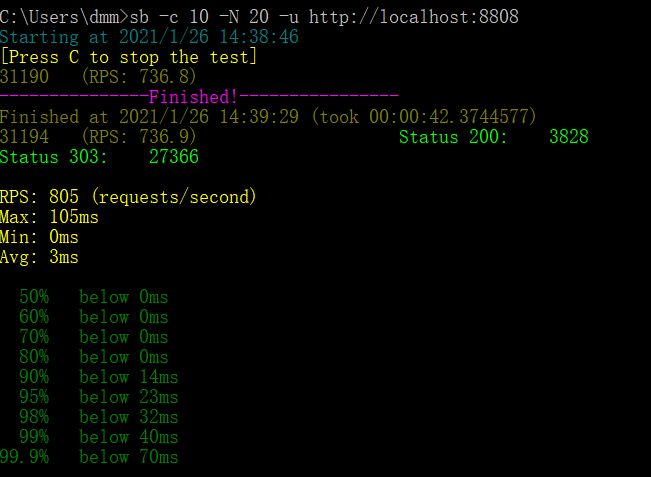 C:\Users\dmm>sb -c 10 -N 20 -u http://localhost:8808
Starting at 2021/1/26 14:38:46
[Press C to stop the test]
31190   (RPS: 736.8)
---------------Finished!----------------
Finished at 2021/1/26 14:39:29 (took 00:00:42.3744577)
31194   (RPS: 736.9)                    Status 200:    3828
Status 303:    27366

RPS: 805 (requests/second)
Max: 105ms
Min: 0ms
Avg: 3ms

  50%   below 0ms
  60%   below 0ms
  70%   below 0ms
  80%   below 0ms
  90%   below 14ms
  95%   below 23ms
  98%   below 32ms
  99%   below 40ms
99.9%   below 70ms